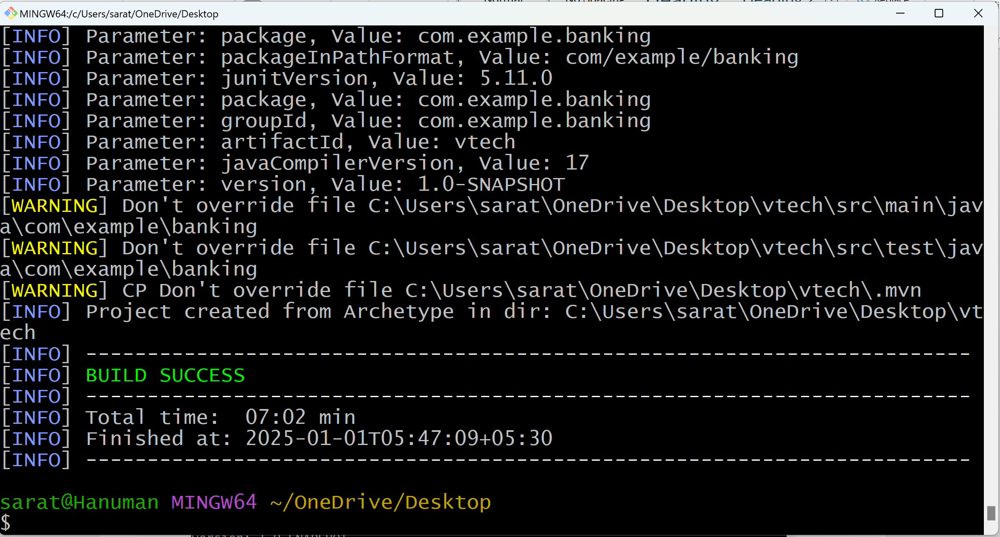 MINGW64:/c/Users/sarat/OneDrive/Desktop
[INFO] Parameter: package, Value: com.example.banking
[INFO] Parameter: packageInPathFormat, Value: com/example/banking
[INFO] Parameter: junitVersion, Value: 5.11.0
[INFO] Parameter: package, Value: com.example.banking
[INFO] Parameter: groupId, Value: com.example.banking
[INFO] Parameter: artifactId, Value: vtech
[INFO] Parameter: javaCompilerVersion, Value: 17
[INFO] Parameter: version, Value: 1.0-SNAPSHOT
[WARNING] Don't override file C:\Users\sarat\OneDrive\Desktop\vtech\src\main\jav
a\com\example\banking
[WARNING] Don't override file C:\Users\sarat\OneDrive\Desktop\vtech\src\test\jav
a\com\example\banking
[WARNING] CP Don't override file C:\Users\sarat\OneDrive\Desktop\vtech\.mvn
[INFO] Project created from Archetype in dir: C:\Users\sarat\OneDrive\Desktop\vt
ech
[INFO] ------------------------------------------------------------------------
[INFO] BUILD SUCCESS
[INFO] ------------------------------------------------------------------------
[INFO] Total time:  07:02 min
[INFO] Finished at: 2025-01-01T05:47:09+05:30
[INFO] ------------------------------------------------------------------------
sarat@Hanuman MINGW64 ~/OneDrive/Desktop
$